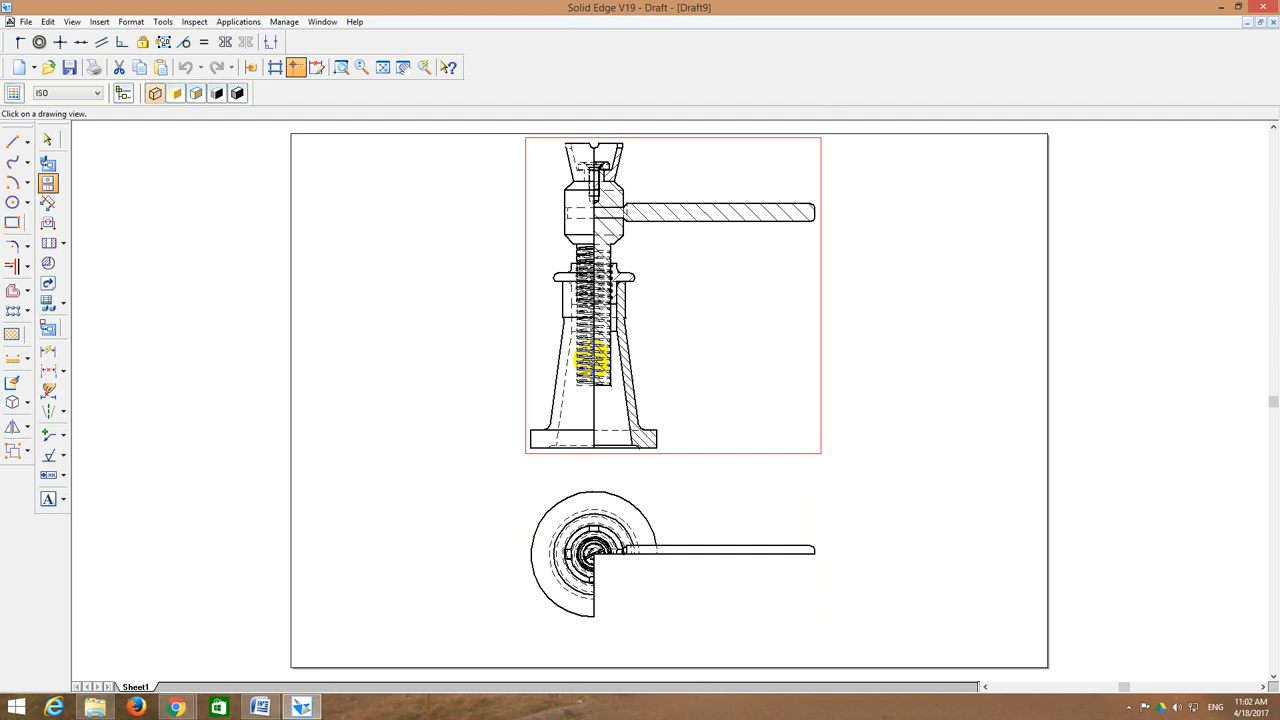 Solid Edge V19 - Draft - [Draft9]
File Edit View Insert Format Tools Inspect Applications Manage Window Help
ISO
Click on a drawing view.
A
Sheet1
ENG
11:02 AM
4/18/2017